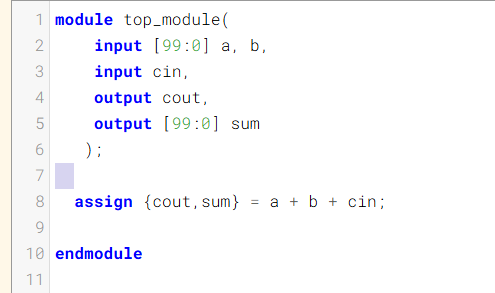 1 module top_module(
2     input [99:0] a, b,
3     input cin,
4     output cout,
5     output [99:0] sum
6    );
7
8   assign {cout,sum} = a + b + cin;
9
10 endmodule
11